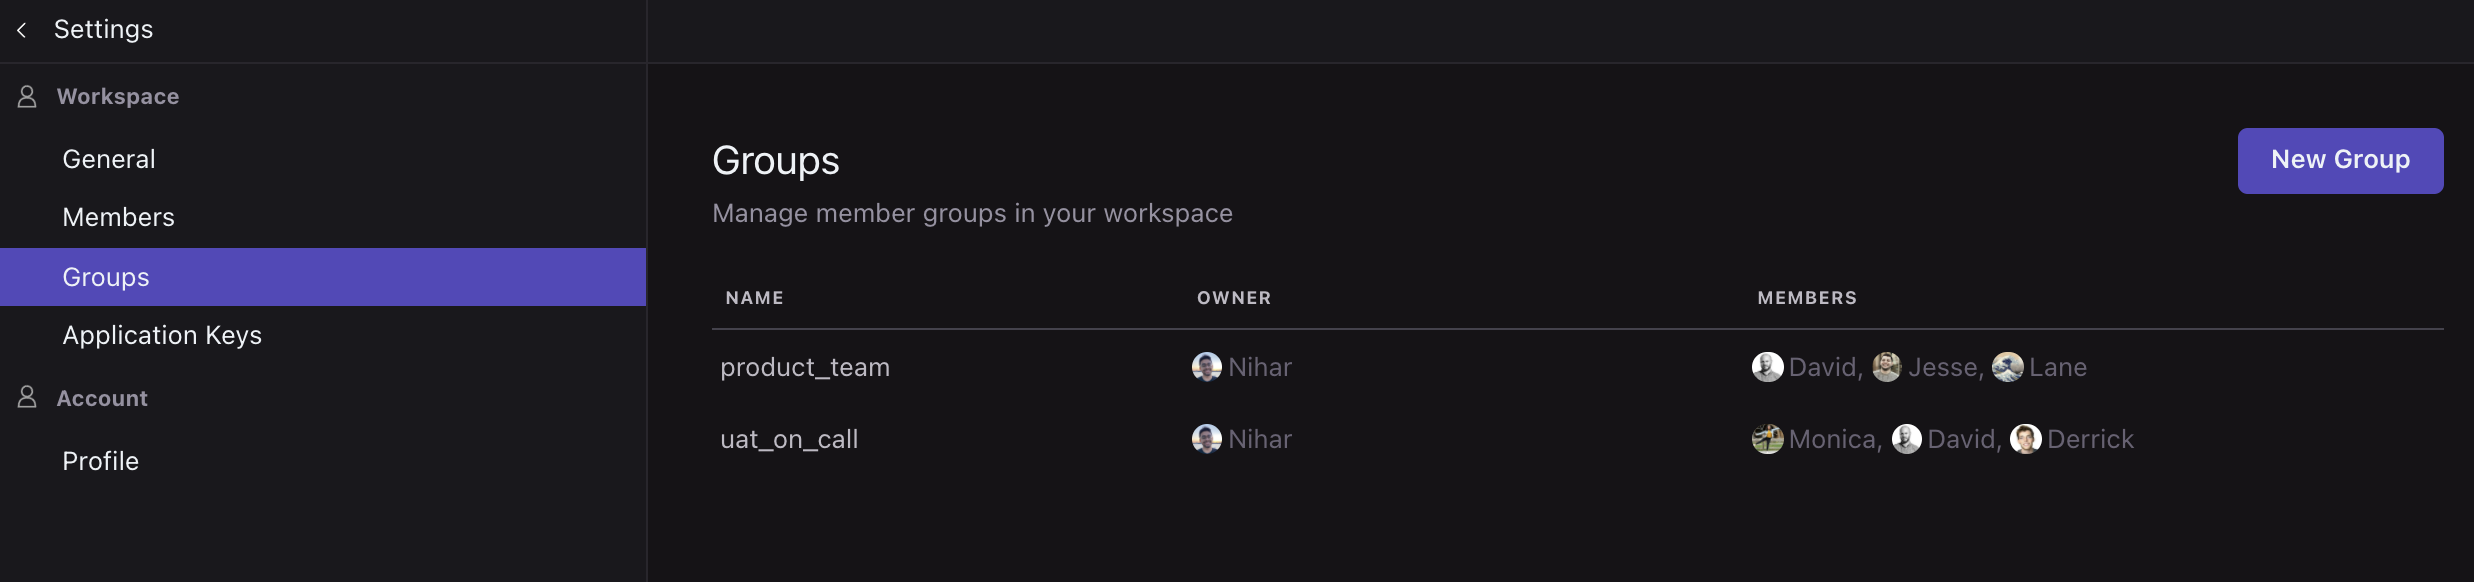 Settings
Workspace
General
Members
Groups
Application Keys
Account
Profile
Groups
New Group
Manage member groups in your workspace
NAME OWNER MEMBERS
product_team Nihar David, Jesse, Lane
uat_on_call Nihar Monica, David, Derrick